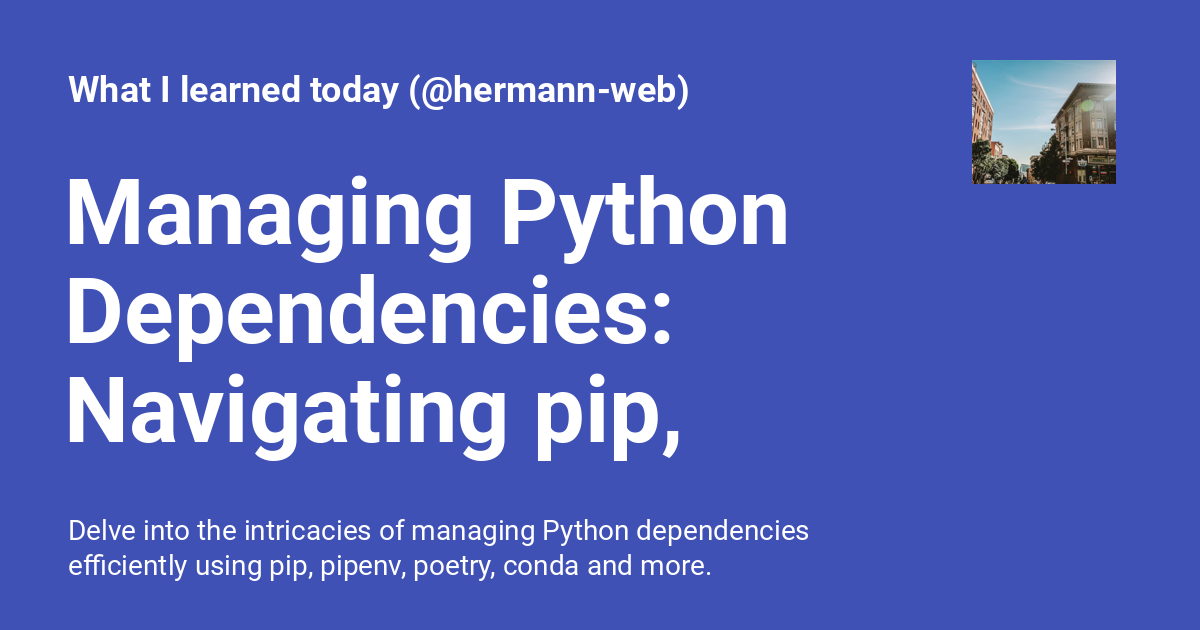 What I learned today (@hermann-web)
Managing Python
Dependencies:
Navigating pip,
Delve into the intricacies of managing Python dependencies
efficiently using pip, pipenv, poetry, conda and more.